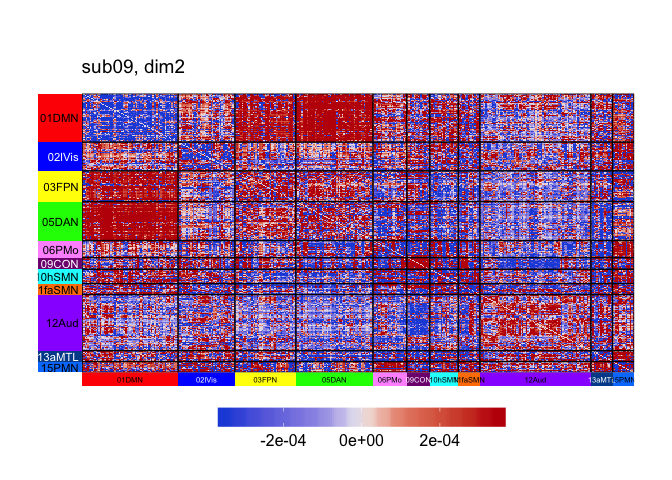 sub09, dim2
01DMN
02lVis
03FPN
05DAN
06PMo
09CON
10hSMN
1faSMN
12Aud
13aMTL
15PMN
01DMN
02lVis
03FPN
05DAN
06PMo
09CON
10hSMN
1faSMN
12Aud
13aMTL
5PMN
-2e-04 0e+00 2e-04